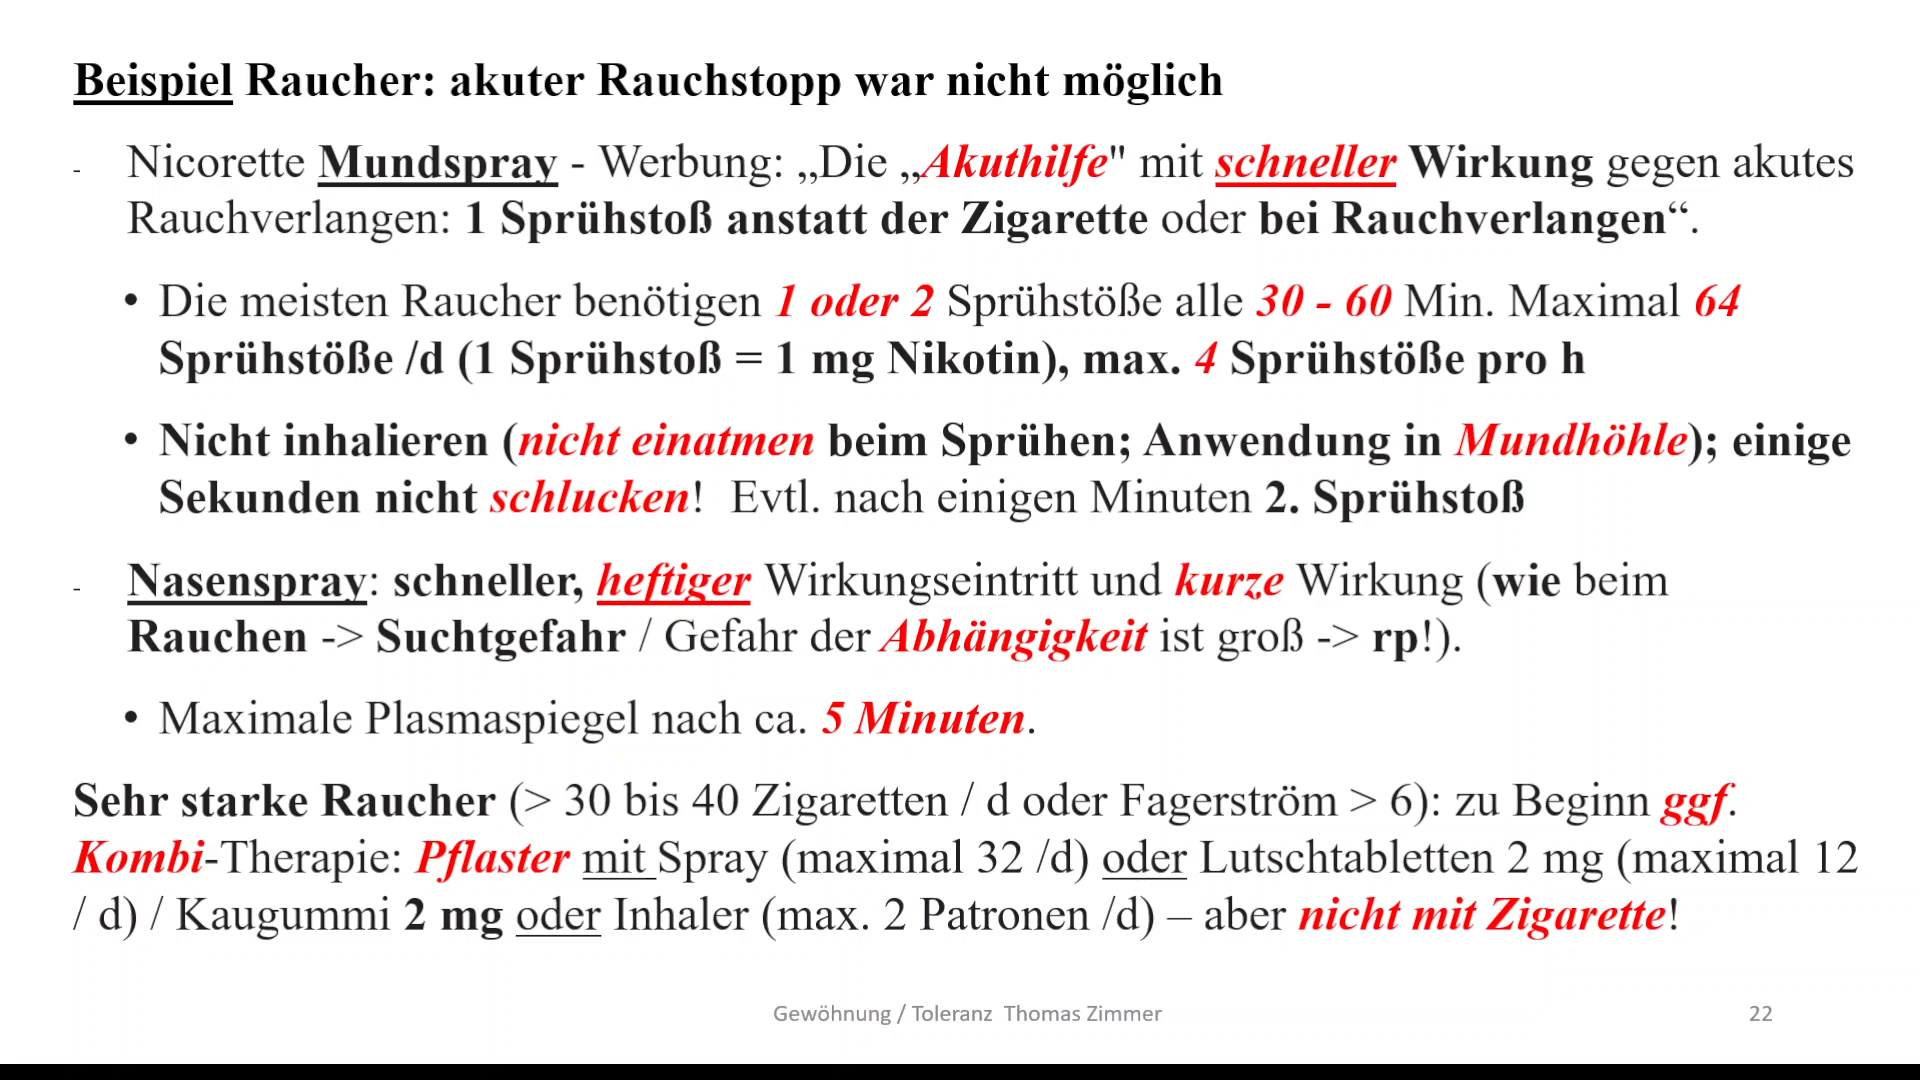 Beispiel Raucher: akuter Rauchstopp war nicht möglich
- Nicorette Mundspray - Werbung: „Die „Akuthilfe" mit schneller Wirkung gegen akutes
Rauchverlangen: 1 Sprühstoß anstatt der Zigarette oder bei Rauchverlangen“.
• Die meisten Raucher benötigen 1 oder 2 Sprühstöße alle 30 - 60 Min. Maximal 64
Sprühstöße /d (1 Sprühstoß = 1 mg Nikotin), max. 4 Sprühstöße pro h
• Nicht inhalieren (nicht einatmen beim Sprühen; Anwendung in Mundhöhle); einige
Sekunden nicht schlucken! Evtl. nach einigen Minuten 2. Sprühstoß
- Nasenspray: schneller, heftiger Wirkungseintritt und kurze Wirkung (wie beim
Rauchen -> Suchtgefahr / Gefahr der Abhängigkeit ist groß -> rp!).
• Maximale Plasmaspiegel nach ca. 5 Minuten.
Sehr starke Raucher (> 30 bis 40 Zigaretten / d oder Fagerström > 6): zu Beginn ggf.
Kombi-Therapie: Pflaster mit Spray (maximal 32 /d) oder Lutschtabletten 2 mg (maximal 12
/ d) / Kaugummi 2 mg oder Inhaler (max. 2 Patronen /d) – aber nicht mit Zigarette!
Gewöhnung / Toleranz Thomas Zimmer
22